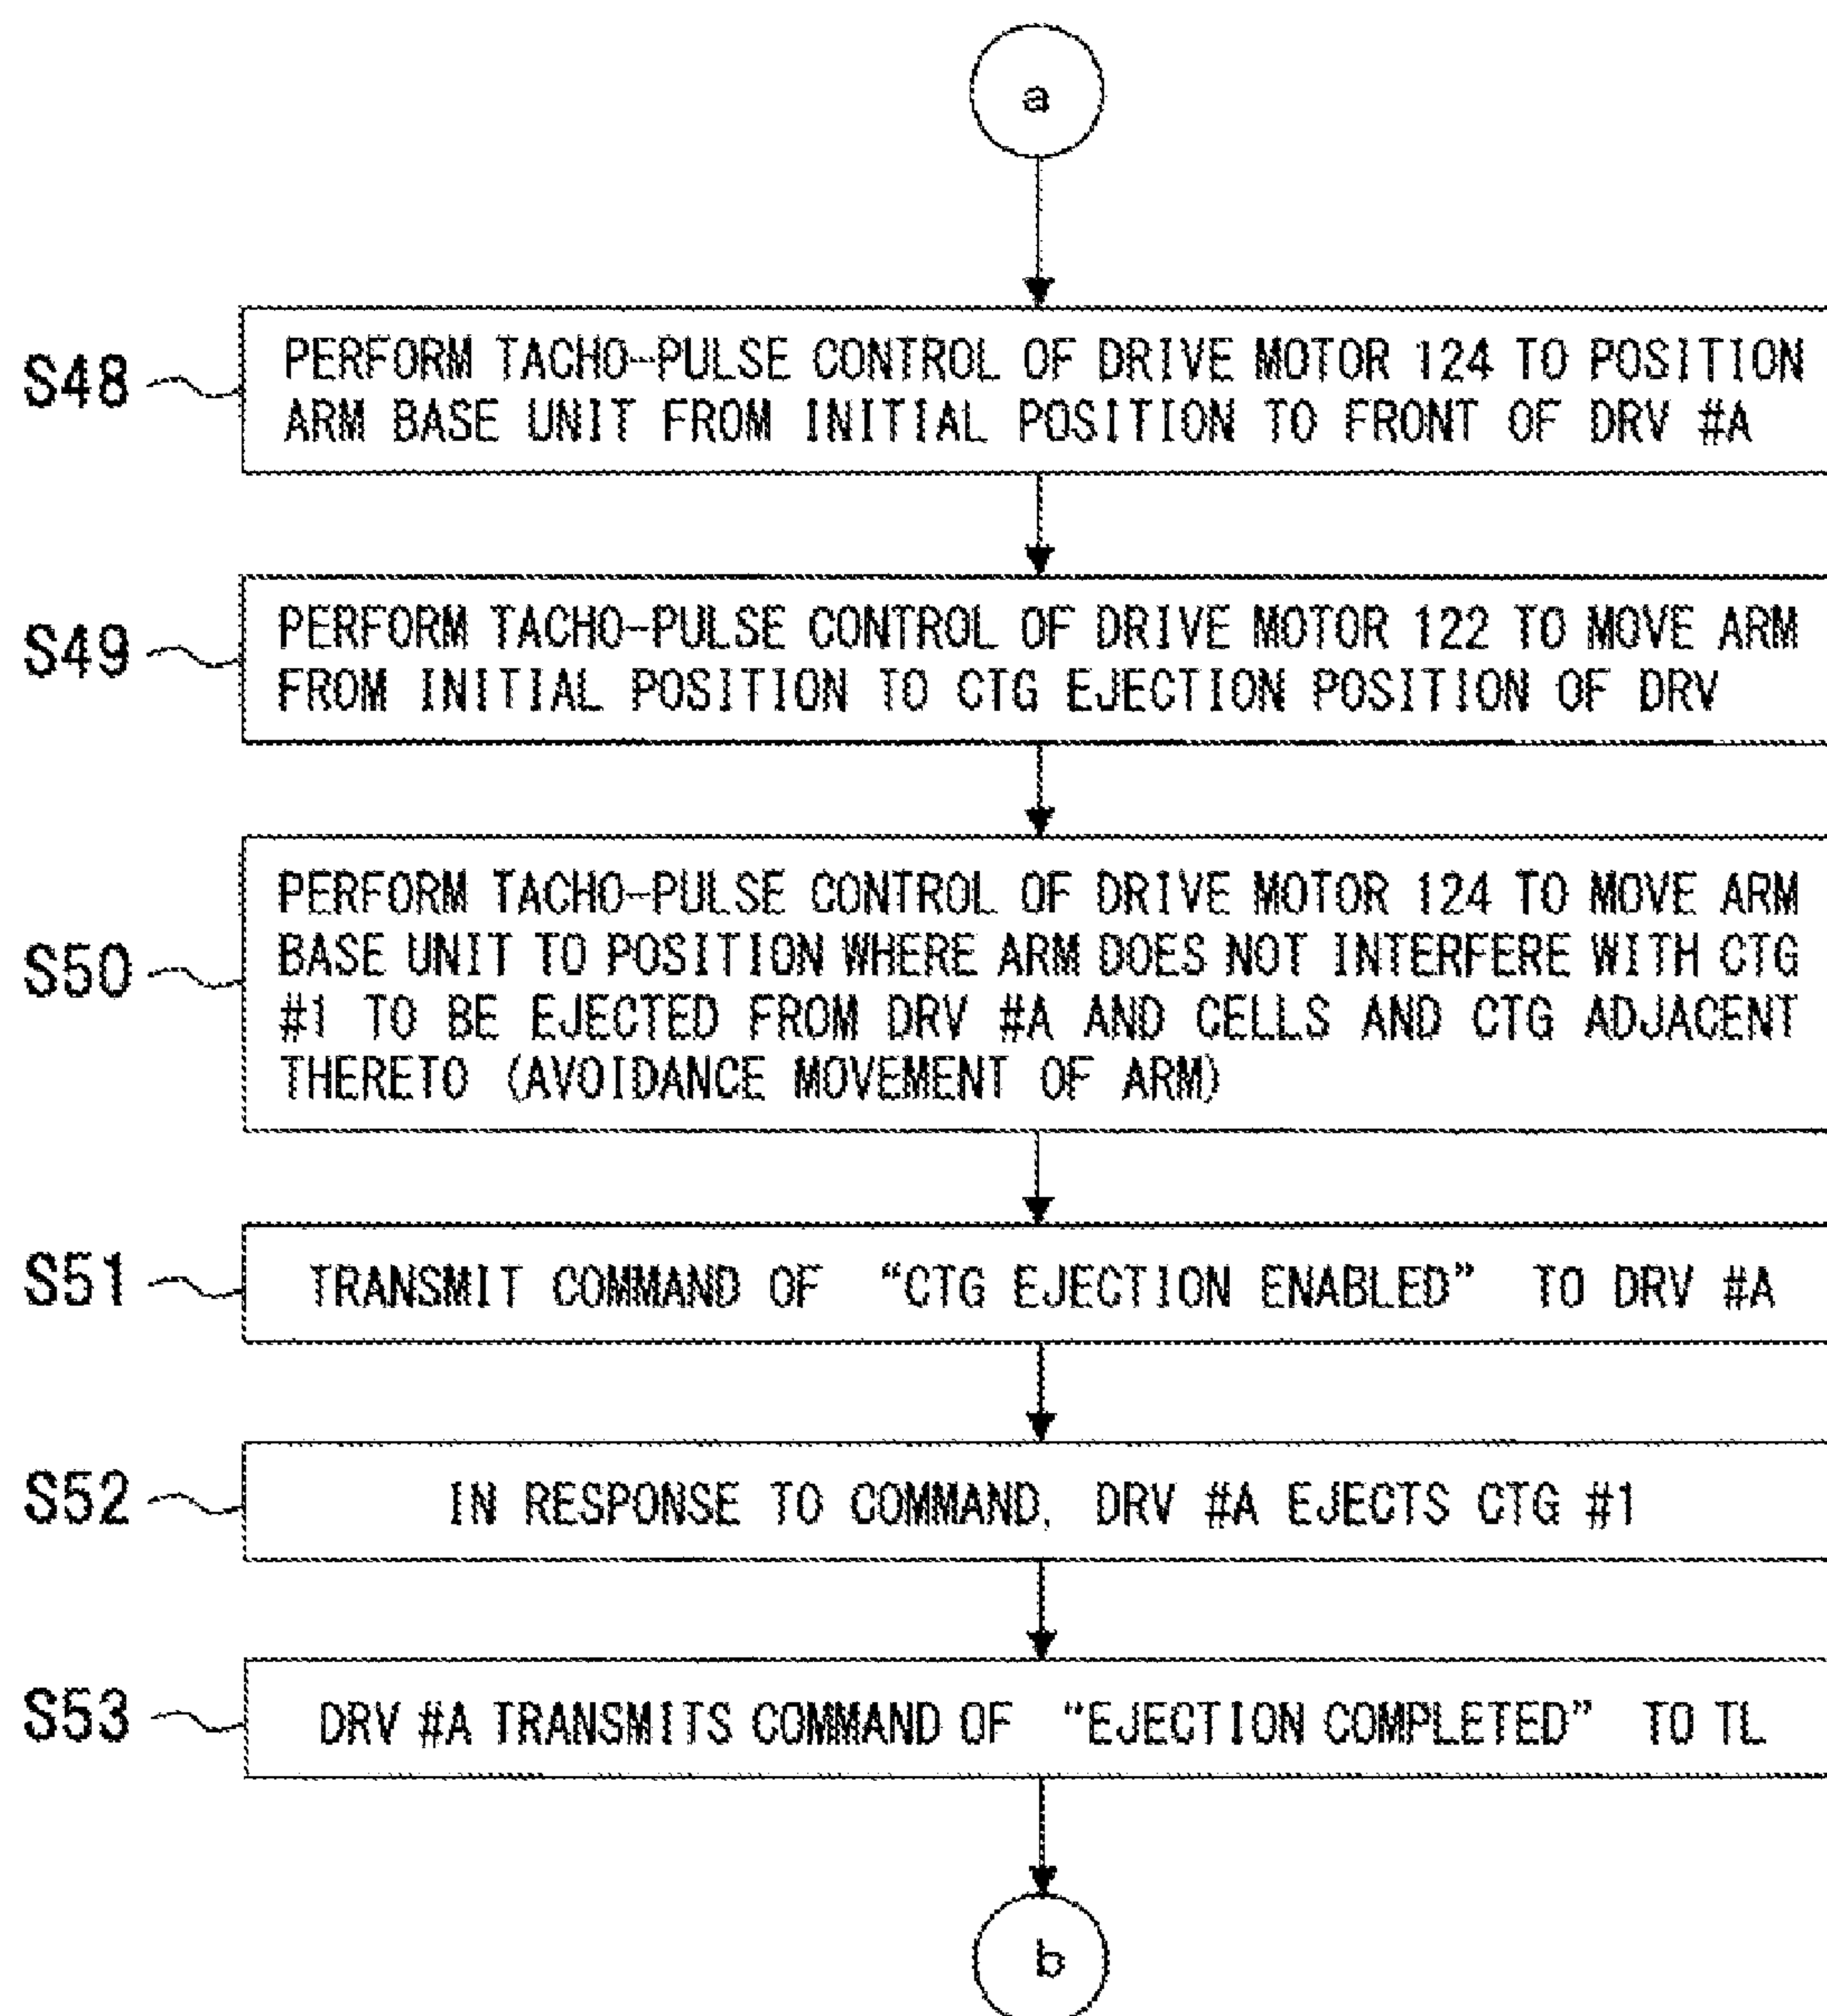 a
S48
PERFORM TACHO-PULSE CONTROL OF DRIVE MOTOR 124 TO POSITION
ARM BASE UNIT FROM INITIAL POSITION TO FRONT OF DRV #A
S49
PERFORM TACHO-PULSE CONTROL OF DRIVE MOTOR 122 TO MOVE ARM
FROM INITIAL POSITION TO CTG EJECTION POSITION OF DRV
S50
PERFORM TACHO-PULSE CONTROL OF DRIVE MOTOR 124 TO MOVE ARM
BASE UNIT TO POSITION WHERE ARM DOES NOT INTERFERE WITH CTG
#1 TO BE EJECTED FROM DRV #A AND CELLS AND CTG ADJACENT
THERETO (AVOIDANCE MOVEMENT OF ARM)
S51
TRANSMIT COMMAND OF “CTG EJECTION ENABLED” TO DRV #A
S52
IN RESPONSE TO COMMAND, DRV #A EJECTS CTG #1
S53
DRV #A TRANSMITS COMMAND OF “EJECTION COMPLETED” TO TL
b